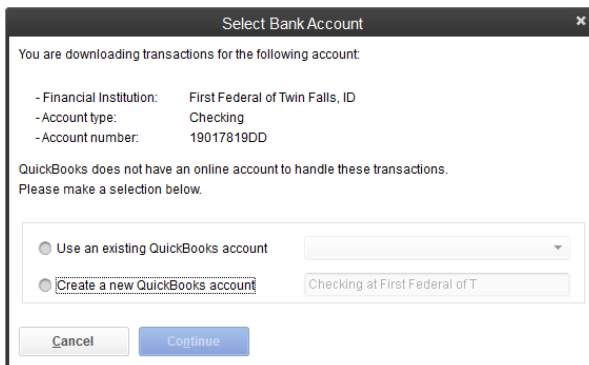 Select Bank Account
You are downloading transactions for the following account:
- Financial Institution: First Federal of Twin Falls, ID
- Account type: Checking
- Account number: 19017819DD
QuickBooks does not have an online account to handle these transactions.
Please make a selection below.
Use an existing QuickBooks account
Create a new QuickBooks account Checking at First Federal of T
Cancel Continue